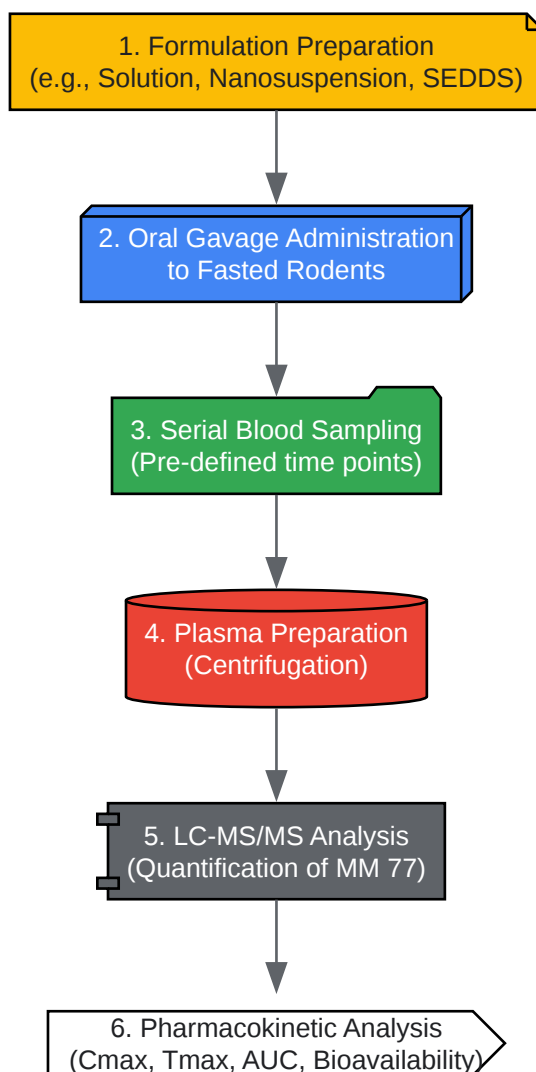 1. Formulation Preparation
(e.g., Solution, Nanosuspension, SEDDS)
2. Oral Gavage Administration
to Fasted Rodents
3. Serial Blood Sampling
(Pre-defined time points)
4. Plasma Preparation
(Centrifugation)
5. LC-MS/MS Analysis
(Quantification of MM 77)
6. Pharmacokinetic Analysis
(Cmax, Tmax, AUC, Bioavailability)